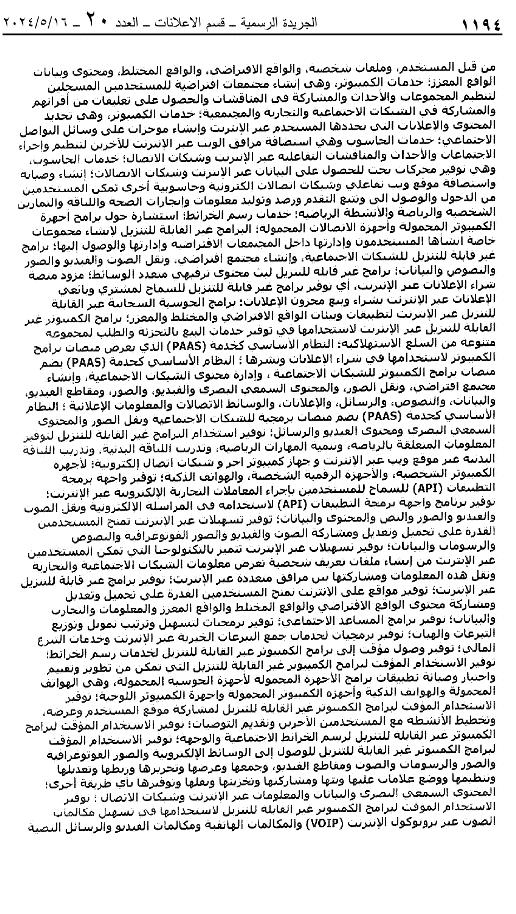 ١١٩٤ الجريدة الرسمية – قسم الاعلانات – العدد ٢٠ – ٢٠٢٤/٥/١٦
من قبل المستخدم، وملفات شخصية، والواقع الافتراضي، والواقع المختلط، ومحتوى وبيانات
الواقع المعزز؛ خدمات الكمبيوتر، وهي إنشاء مجتمعات افتراضية للمستخدمين المسجلين
لتنظيم المجموعات والأحداث والمشاركة في المناقشات والحصول على تعليقات من أقرانهم
والمشاركة في الشبكات الاجتماعية والتجارية والمجتمعية؛ خدمات الكمبيوتر، وهي تحديد
المحتوى والاعلانات التي يحددها المستخدم عبر الإنترنت وإنشاء موجزات على وسائل التواصل
الاجتماعي؛ خدمات الحاسوب وهي استضافة مرافق الويب عبر الإنترنت للآخرين لتنظيم وإجراء
الاجتماعات والأحداث والمناقشات التفاعلية عبر الإنترنت وشبكات الاتصال؛ خدمات الحاسوب،
وهي توفير محركات بحث للحصول على البيانات عبر الإنترنت وشبكات الاتصالات؛ إنشاء وصيانة
واستضافة موقع ويب تفاعلي وشبكات اتصالات الكترونية وحاسوبية أخرى تمكن المستخدمين
من الدخول والوصول الى وتتبع التقدم ورصد وتوليد معلومات وإنجازات الصحة واللياقة والتمارين
الشخصية والرياضة والأنشطة الرياضية؛ خدمات رسم الخرائط؛ استشارة حول برامج اجهزة
الكمبيوتر المحمولة وأجهزة الاتصالات المحمولة؛ البرامج غير القابلة للتنزيل لإنشاء مجموعات
خاصة انشاها المستخدمون وإدارتها داخل المجتمعات الافتراضية وإدارتها والوصول إليها؛ برامج
غير قابلة للتنزيل للشبكات الاجتماعية، وإنشاء مجتمع افتراضي، ونقل الصوت والفيديو والصور
والنصوص والبيانات؛ برامج غير قابلة للتنزيل لبث محتوى ترفيهي متعدد الوسائط؛ مزود منصة
شراء الإعلانات عبر الإنترنت، أي توفير برامج غير قابلة للتنزيل للسماح لمشتري وبائعي
الإعلانات عبر الإنترنت بشراء وبيع مخزون الإعلانات؛ برامج الحوسبة السحابية غير القابلة
للتنزيل عبر الإنترنت لتطبيقات وبيئات الواقع الافتراضي والمختلط والمعزز؛ برامج الكمبيوتر غير
القابلة للتنزيل عبر الإنترنت لاستخدامها في توفير خدمات البيع بالتجزئة والطلب لمجموعة
متنوعة من السلع الاستهلاكية؛ النظام الأساسي كخدمة (PAAS) الذي يعرض منصات برامج
الكمبيوتر لاستخدامها في شراء الإعلانات ونشرها ؛ النظام الأساسي كخدمة (PAAS) يضم
منصات برامج الكمبيوتر للشبكات الاجتماعية ، وإدارة محتوى الشبكات الاجتماعية، وإنشاء
مجتمع افتراضي، ونقل الصور، والمحتوى السمعي البصري والفيديو، والصور، ومقاطع الفيديو،
والبيانات، والنصوص، والرسائل، والإعلانات، والوسائط الاتصالات والمعلومات الإعلانية ؛ النظام
الأساسي كخدمة (PAAS) يضم منصات برمجية للشبكات الاجتماعية ونقل الصور والمحتوى
السمعي البصري ومحتوى الفيديو والرسائل؛ توفير استخدام البرامج غير القابلة للتنزيل لتوفير
المعلومات المتعلقة بالرياضة، وتنمية المهارات الرياضية، وتدريب اللياقة البدنية، وتدريب اللياقة
البدنية عبر موقع ويب عبر الانترنت و جهاز كمبيوتر اخر و شبكات اتصال إلكترونية؛ لأجهزة
الكمبيوتر الشخصية، والأجهزة الرقمية الشخصية، والهواتف الذكية؛ توفير واجهة برمجة
التطبيقات (API) للسماح للمستخدمين بإجراء المعاملات التجارية الإلكترونية عبر الإنترنت؛
توفير برنامج واجهة برمجة التطبيقات (API) لاستخدامه في المراسلة الالكترونية ونقل الصوت
والفيديو والصور والنص والمحتوى والبيانات؛ توفير تسهيلات عبر الانترنت تمنح المستخدمين
القدرة على تحميل وتعديل ومشاركة الصوت والفيديو والصور الفوتوغرافيه والنصوص
والرسومات والبيانات؛ توفير تسهيلات عبر الإنترنت تتميز بالتكنولوجيا التي تمكن المستخدمين
عبر الإنترنت من إنشاء ملفات تعريف شخصية تعرض معلومات الشبكات الاجتماعية والتجارية
ونقل هذه المعلومات ومشاركتها بين مرافق متعددة عبر الإنترنت؛ توفير برامج غير قابلة للتنزيل
عبر الإنترنت؛ توفير مواقع على الانترنت تمنح المستخدمين القدرة على تحميل وتعديل
ومشاركة محتوى الواقع الافتراضي والواقع المختلط والواقع المعزز والمعلومات والتجارب
والبيانات؛ توفير برامج المساعد الاجتماعي؛ توفير برمجيات لتسهيل وترتيب تمويل وتوزيع
التبرعات والهبات؛ توفير برمجيات لخدمات جمع التبرعات الخيرية عبر الإنترنت وخدمات التبرع
المالي؛ توفير وصول مؤقت إلى برامج الكمبيوتر غير القابلة للتنزيل لخدمات رسم الخرائط؛
توفير الاستخدام المؤقت لبرامج الكمبيوتر غير القابلة للتنزيل التي تمكن من تطوير وتقييم
واختبار وصيانة تطبيقات برامج الأجهزة المحمولة لأجهزة الحوسبة المحمولة، وهي الهواتف
المحمولة والهواتف الذكية وأجهزة الكمبيوتر المحمولة واجهزة الكمبيوتر اللوحية؛ توفير
الاستخدام المؤقت لبرامج الكمبيوتر غير القابلة للتنزيل لمشاركة موقع المستخدم وعرضه،
وتخطيط الأنشطة مع المستخدمين الآخرين وتقديم التوصيات؛ توفير الاستخدام المؤقت لبرامج
الكمبيوتر غير القابلة للتنزيل لرسم الخرائط الاجتماعية والوجهة؛ توفير الاستخدام المؤقت
لبرامج الكمبيوتر غير القابلة للتنزيل للوصول إلى الوسائط الإلكترونية والصور الفوتوغرافية
والصور والرسومات والصوت ومقاطع الفيديو، وجمعها وعرضها وتحريرها وربطها وتعديلها
وتنظيمها ووضع علامات عليها وبثها ومشاركتها وتخزينها ونقلها وتوفيرها باي طريقة أخرى؛
المحتوى السمعي البصري والبيانات والمعلومات عبر الانترنت وشبكات الاتصال ؛ توفير
الاستخدام المؤقت لبرامج الكمبيوتر غير القابلة للتنزيل لاستخدامها في تسهيل مكالمات
الصوت عبر بروتوكول الإنترنت (VOIP) والمكالمات الهاتفية ومكالمات الفيديو والرسائل النصية